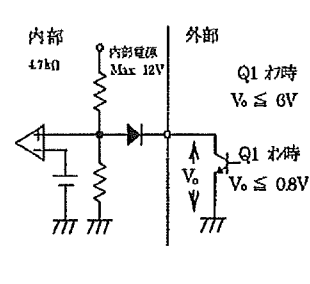 内部
外部
4.7kΩ
内部電源
Max 12V
Q1 オフ時
Vo ≦ 6V
Vo
Q1 オン時
Vo ≦ 0.8V